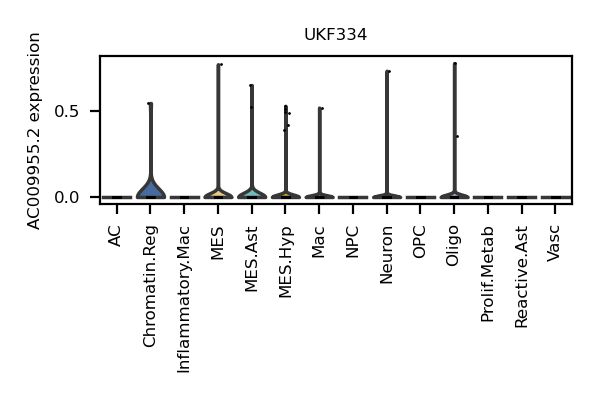 UKF334
AC009955.2 expression
0.5
0.0
AC
Chromatin.Reg
Inflammatory.Mac
MES
MES.Ast
MES.Hyp
Mac
NPC
Neuron
OPC
Oligo
Prolif.Metab
Reactive.Ast
Vasc